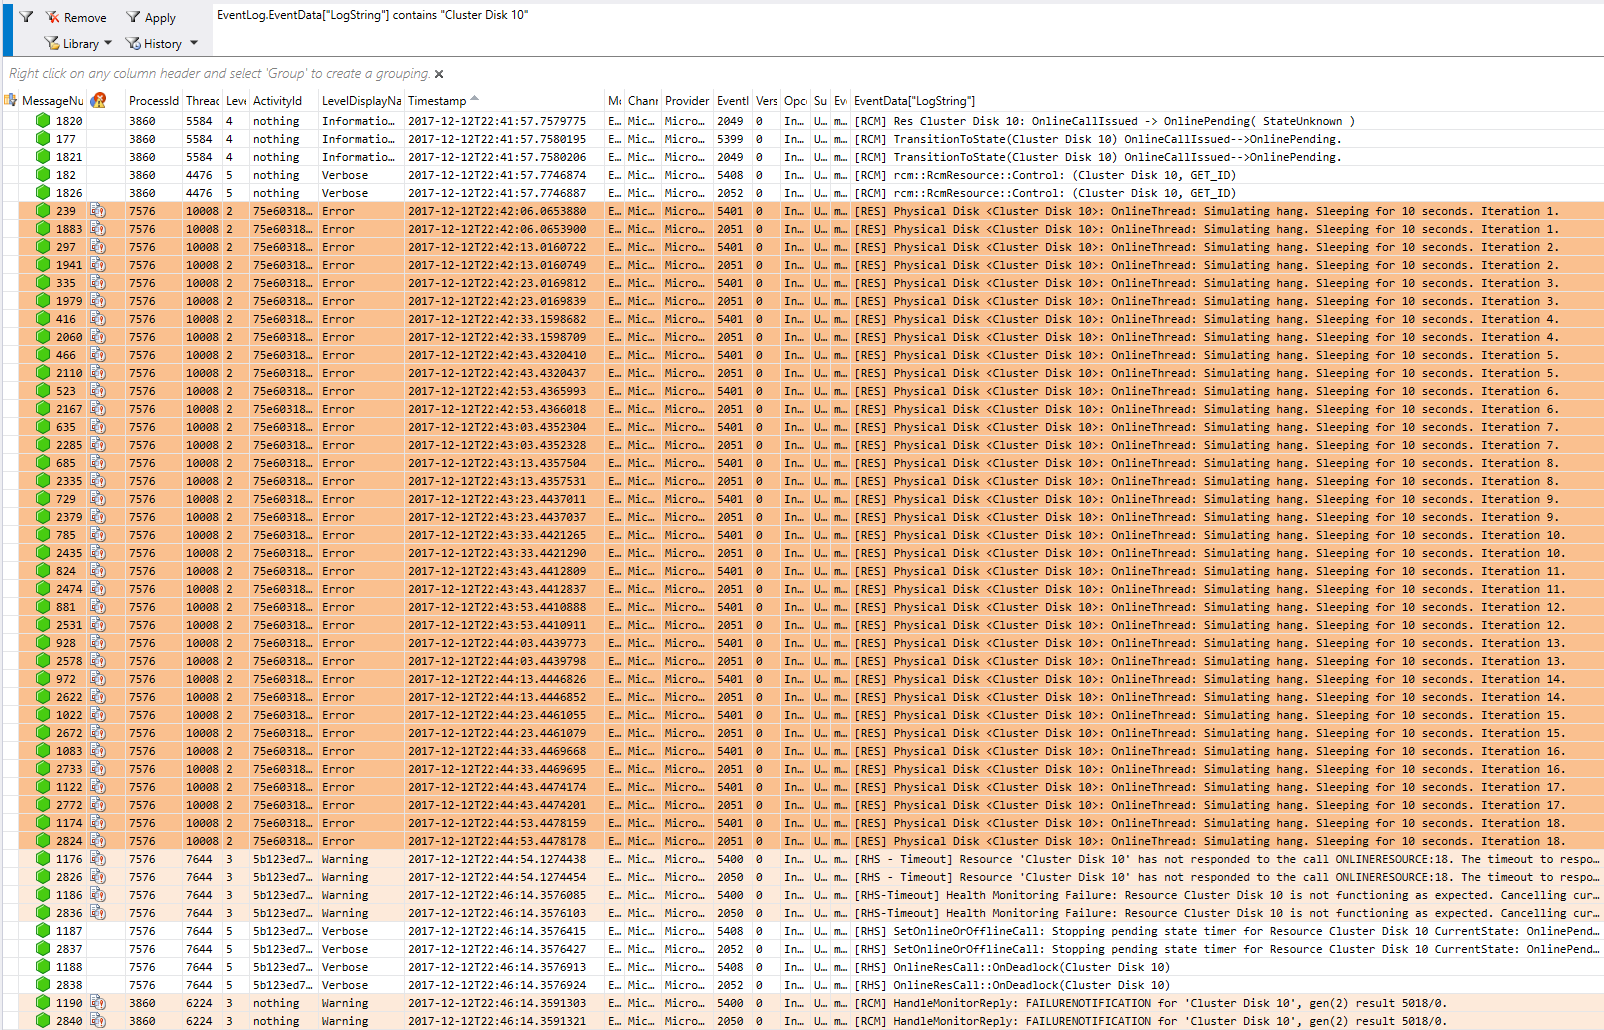 Remove Apply EventLog.EventData["LogString"] contains "Cluster Disk 10"
Library History
Right click on any column header and select 'Group' to create a grouping.
MessageNu ProcessId Threa Leve ActivityId LevelDisplayNa Timestamp Mo Chanr Provider EventI Vers Opco Su Eve EventData["LogString"]
1820 3860 5584 4 nothing Informatio… 2017-12-12T22:41:57.7579775 E… Mic… Micro… 2049 0 In… U… m… [RCM] Res Cluster Disk 10: OnlineCallIssued -> OnlinePending( StateUnknown )
177 3860 5584 4 nothing Informatio… 2017-12-12T22:41:57.7580195 E… Mic… Micro… 5399 0 In… U… m… [RCM] TransitionToState(Cluster Disk 10) OnlineCallIssued-->OnlinePending.
1821 3860 5584 4 nothing Informatio… 2017-12-12T22:41:57.7580206 E… Mic… Micro… 2049 0 In… U… m… [RCM] TransitionToState(Cluster Disk 10) OnlineCallIssued-->OnlinePending.
182 3860 4476 5 nothing Verbose 2017-12-12T22:41:57.7746874 E… Mic… Micro… 5408 0 In… U… m… [RCM] rcm::RcmResource::Control: (Cluster Disk 10, GET_ID)
1826 3860 4476 5 nothing Verbose 2017-12-12T22:41:57.7746887 E… Mic… Micro… 2052 0 In… U… m… [RCM] rcm::RcmResource::Control: (Cluster Disk 10, GET_ID)
239 7576 10008 2 75e60318… Error 2017-12-12T22:42:06.0653880 E… Mic… Micro… 5401 0 In… U… m… [RES] Physical Disk <Cluster Disk 10>: OnlineThread: Simulating hang. Sleeping for 10 seconds. Iteration 1.
1883 7576 10008 2 75e60318… Error 2017-12-12T22:42:06.0653900 E… Mic… Micro… 2051 0 In… U… m… [RES] Physical Disk <Cluster Disk 10>: OnlineThread: Simulating hang. Sleeping for 10 seconds. Iteration 1.
297 7576 10008 2 75e60318… Error 2017-12-12T22:42:13.0160722 E… Mic… Micro… 5401 0 In… U… m… [RES] Physical Disk <Cluster Disk 10>: OnlineThread: Simulating hang. Sleeping for 10 seconds. Iteration 2.
1941 7576 10008 2 75e60318… Error 2017-12-12T22:42:13.0160749 E… Mic… Micro… 2051 0 In… U… m… [RES] Physical Disk <Cluster Disk 10>: OnlineThread: Simulating hang. Sleeping for 10 seconds. Iteration 2.
335 7576 10008 2 75e60318… Error 2017-12-12T22:42:23.0169812 E… Mic… Micro… 5401 0 In… U… m… [RES] Physical Disk <Cluster Disk 10>: OnlineThread: Simulating hang. Sleeping for 10 seconds. Iteration 3.
1979 7576 10008 2 75e60318… Error 2017-12-12T22:42:23.0169839 E… Mic… Micro… 2051 0 In… U… m… [RES] Physical Disk <Cluster Disk 10>: OnlineThread: Simulating hang. Sleeping for 10 seconds. Iteration 3.
416 7576 10008 2 75e60318… Error 2017-12-12T22:42:33.1598682 E… Mic… Micro… 5401 0 In… U… m… [RES] Physical Disk <Cluster Disk 10>: OnlineThread: Simulating hang. Sleeping for 10 seconds. Iteration 4.
2060 7576 10008 2 75e60318… Error 2017-12-12T22:42:33.1598709 E… Mic… Micro… 2051 0 In… U… m… [RES] Physical Disk <Cluster Disk 10>: OnlineThread: Simulating hang. Sleeping for 10 seconds. Iteration 4.
466 7576 10008 2 75e60318… Error 2017-12-12T22:42:43.4320410 E… Mic… Micro… 5401 0 In… U… m… [RES] Physical Disk <Cluster Disk 10>: OnlineThread: Simulating hang. Sleeping for 10 seconds. Iteration 5.
2110 7576 10008 2 75e60318… Error 2017-12-12T22:42:43.4320437 E… Mic… Micro… 2051 0 In… U… m… [RES] Physical Disk <Cluster Disk 10>: OnlineThread: Simulating hang. Sleeping for 10 seconds. Iteration 5.
523 7576 10008 2 75e60318… Error 2017-12-12T22:42:53.4365993 E… Mic… Micro… 5401 0 In… U… m… [RES] Physical Disk <Cluster Disk 10>: OnlineThread: Simulating hang. Sleeping for 10 seconds. Iteration 6.
2167 7576 10008 2 75e60318… Error 2017-12-12T22:42:53.4366018 E… Mic… Micro… 2051 0 In… U… m… [RES] Physical Disk <Cluster Disk 10>: OnlineThread: Simulating hang. Sleeping for 10 seconds. Iteration 6.
635 7576 10008 2 75e60318… Error 2017-12-12T22:43:03.4352304 E… Mic… Micro… 5401 0 In… U… m… [RES] Physical Disk <Cluster Disk 10>: OnlineThread: Simulating hang. Sleeping for 10 seconds. Iteration 7.
2285 7576 10008 2 75e60318… Error 2017-12-12T22:43:03.4352328 E… Mic… Micro… 2051 0 In… U… m… [RES] Physical Disk <Cluster Disk 10>: OnlineThread: Simulating hang. Sleeping for 10 seconds. Iteration 7.
685 7576 10008 2 75e60318… Error 2017-12-12T22:43:13.4357504 E… Mic… Micro… 5401 0 In… U… m… [RES] Physical Disk <Cluster Disk 10>: OnlineThread: Simulating hang. Sleeping for 10 seconds. Iteration 8.
2335 7576 10008 2 75e60318… Error 2017-12-12T22:43:13.4357531 E… Mic… Micro… 2051 0 In… U… m… [RES] Physical Disk <Cluster Disk 10>: OnlineThread: Simulating hang. Sleeping for 10 seconds. Iteration 8.
729 7576 10008 2 75e60318… Error 2017-12-12T22:43:23.4437011 E… Mic… Micro… 5401 0 In… U… m… [RES] Physical Disk <Cluster Disk 10>: OnlineThread: Simulating hang. Sleeping for 10 seconds. Iteration 9.
2379 7576 10008 2 75e60318… Error 2017-12-12T22:43:23.4437037 E… Mic… Micro… 2051 0 In… U… m… [RES] Physical Disk <Cluster Disk 10>: OnlineThread: Simulating hang. Sleeping for 10 seconds. Iteration 9.
785 7576 10008 2 75e60318… Error 2017-12-12T22:43:33.4421265 E… Mic… Micro… 5401 0 In… U… m… [RES] Physical Disk <Cluster Disk 10>: OnlineThread: Simulating hang. Sleeping for 10 seconds. Iteration 10.
2435 7576 10008 2 75e60318… Error 2017-12-12T22:43:33.4421290 E… Mic… Micro… 2051 0 In… U… m… [RES] Physical Disk <Cluster Disk 10>: OnlineThread: Simulating hang. Sleeping for 10 seconds. Iteration 10.
824 7576 10008 2 75e60318… Error 2017-12-12T22:43:43.4412809 E… Mic… Micro… 5401 0 In… U… m… [RES] Physical Disk <Cluster Disk 10>: OnlineThread: Simulating hang. Sleeping for 10 seconds. Iteration 11.
2474 7576 10008 2 75e60318… Error 2017-12-12T22:43:43.4412837 E… Mic… Micro… 2051 0 In… U… m… [RES] Physical Disk <Cluster Disk 10>: OnlineThread: Simulating hang. Sleeping for 10 seconds. Iteration 11.
881 7576 10008 2 75e60318… Error 2017-12-12T22:43:53.4410888 E… Mic… Micro… 5401 0 In… U… m… [RES] Physical Disk <Cluster Disk 10>: OnlineThread: Simulating hang. Sleeping for 10 seconds. Iteration 12.
2531 7576 10008 2 75e60318… Error 2017-12-12T22:43:53.4410911 E… Mic… Micro… 2051 0 In… U… m… [RES] Physical Disk <Cluster Disk 10>: OnlineThread: Simulating hang. Sleeping for 10 seconds. Iteration 12.
928 7576 10008 2 75e60318… Error 2017-12-12T22:44:03.4439773 E… Mic… Micro… 5401 0 In… U… m… [RES] Physical Disk <Cluster Disk 10>: OnlineThread: Simulating hang. Sleeping for 10 seconds. Iteration 13.
2578 7576 10008 2 75e60318… Error 2017-12-12T22:44:03.4439798 E… Mic… Micro… 2051 0 In… U… m… [RES] Physical Disk <Cluster Disk 10>: OnlineThread: Simulating hang. Sleeping for 10 seconds. Iteration 13.
972 7576 10008 2 75e60318… Error 2017-12-12T22:44:13.4446826 E… Mic… Micro… 5401 0 In… U… m… [RES] Physical Disk <Cluster Disk 10>: OnlineThread: Simulating hang. Sleeping for 10 seconds. Iteration 14.
2622 7576 10008 2 75e60318… Error 2017-12-12T22:44:13.4446852 E… Mic… Micro… 2051 0 In… U… m… [RES] Physical Disk <Cluster Disk 10>: OnlineThread: Simulating hang. Sleeping for 10 seconds. Iteration 14.
1022 7576 10008 2 75e60318… Error 2017-12-12T22:44:23.4461055 E… Mic… Micro… 5401 0 In… U… m… [RES] Physical Disk <Cluster Disk 10>: OnlineThread: Simulating hang. Sleeping for 10 seconds. Iteration 15.
2672 7576 10008 2 75e60318… Error 2017-12-12T22:44:23.4461079 E… Mic… Micro… 2051 0 In… U… m… [RES] Physical Disk <Cluster Disk 10>: OnlineThread: Simulating hang. Sleeping for 10 seconds. Iteration 15.
1083 7576 10008 2 75e60318… Error 2017-12-12T22:44:33.4469668 E… Mic… Micro… 5401 0 In… U… m… [RES] Physical Disk <Cluster Disk 10>: OnlineThread: Simulating hang. Sleeping for 10 seconds. Iteration 16.
2733 7576 10008 2 75e60318… Error 2017-12-12T22:44:33.4469695 E… Mic… Micro… 2051 0 In… U… m… [RES] Physical Disk <Cluster Disk 10>: OnlineThread: Simulating hang. Sleeping for 10 seconds. Iteration 16.
1122 7576 10008 2 75e60318… Error 2017-12-12T22:44:43.4474174 E… Mic… Micro… 5401 0 In… U… m… [RES] Physical Disk <Cluster Disk 10>: OnlineThread: Simulating hang. Sleeping for 10 seconds. Iteration 17.
2772 7576 10008 2 75e60318… Error 2017-12-12T22:44:43.4474201 E… Mic… Micro… 2051 0 In… U… m… [RES] Physical Disk <Cluster Disk 10>: OnlineThread: Simulating hang. Sleeping for 10 seconds. Iteration 17.
1174 7576 10008 2 75e60318… Error 2017-12-12T22:44:53.4478159 E… Mic… Micro… 5401 0 In… U… m… [RES] Physical Disk <Cluster Disk 10>: OnlineThread: Simulating hang. Sleeping for 10 seconds. Iteration 18.
2824 7576 10008 2 75e60318… Error 2017-12-12T22:44:53.4478178 E… Mic… Micro… 2051 0 In… U… m… [RES] Physical Disk <Cluster Disk 10>: OnlineThread: Simulating hang. Sleeping for 10 seconds. Iteration 18.
1176 7576 7644 3 5b123ed7… Warning 2017-12-12T22:44:54.1274438 E… Mic… Micro… 5400 0 In… U… m… [RHS - Timeout] Resource 'Cluster Disk 10' has not responded to the call ONLINERESOURCE:18. The timeout to respo…
2826 7576 7644 3 5b123ed7… Warning 2017-12-12T22:44:54.1274454 E… Mic… Micro… 2050 0 In… U… m… [RHS - Timeout] Resource 'Cluster Disk 10' has not responded to the call ONLINERESOURCE:18. The timeout to respo…
1186 7576 7644 3 5b123ed7… Warning 2017-12-12T22:46:14.3576085 E… Mic… Micro… 5400 0 In… U… m… [RHS-Timeout] Health Monitoring Failure: Resource Cluster Disk 10 is not functioning as expected. Cancelling cur…
2836 7576 7644 3 5b123ed7… Warning 2017-12-12T22:46:14.3576103 E… Mic… Micro… 2050 0 In… U… m… [RHS-Timeout] Health Monitoring Failure: Resource Cluster Disk 10 is not functioning as expected. Cancelling cur…
1187 7576 7644 5 5b123ed7… Verbose 2017-12-12T22:46:14.3576415 E… Mic… Micro… 5408 0 In… U… m… [RHS] SetOnlineOrOfflineCall: Stopping pending state timer for Resource Cluster Disk 10 CurrentState: OnlinePend…
2837 7576 7644 5 5b123ed7… Verbose 2017-12-12T22:46:14.3576427 E… Mic… Micro… 2052 0 In… U… m… [RHS] SetOnlineOrOfflineCall: Stopping pending state timer for Resource Cluster Disk 10 CurrentState: OnlinePend…
1188 7576 7644 5 5b123ed7… Verbose 2017-12-12T22:46:14.3576913 E… Mic… Micro… 5408 0 In… U… m… [RHS] OnlineResCall::OnDeadlock(Cluster Disk 10)
2838 7576 7644 5 5b123ed7… Verbose 2017-12-12T22:46:14.3576924 E… Mic… Micro… 2052 0 In… U… m… [RHS] OnlineResCall::OnDeadlock(Cluster Disk 10)
1190 3860 6224 3 nothing Warning 2017-12-12T22:46:14.3591303 E… Mic… Micro… 5400 0 In… U… m… [RCM] HandleMonitorReply: FAILURENOTIFICATION for 'Cluster Disk 10', gen(2) result 5018/0.
2840 3860 6224 3 nothing Warning 2017-12-12T22:46:14.3591321 E… Mic… Micro… 2050 0 In… U… m… [RCM] HandleMonitorReply: FAILURENOTIFICATION for 'Cluster Disk 10', gen(2) result 5018/0.